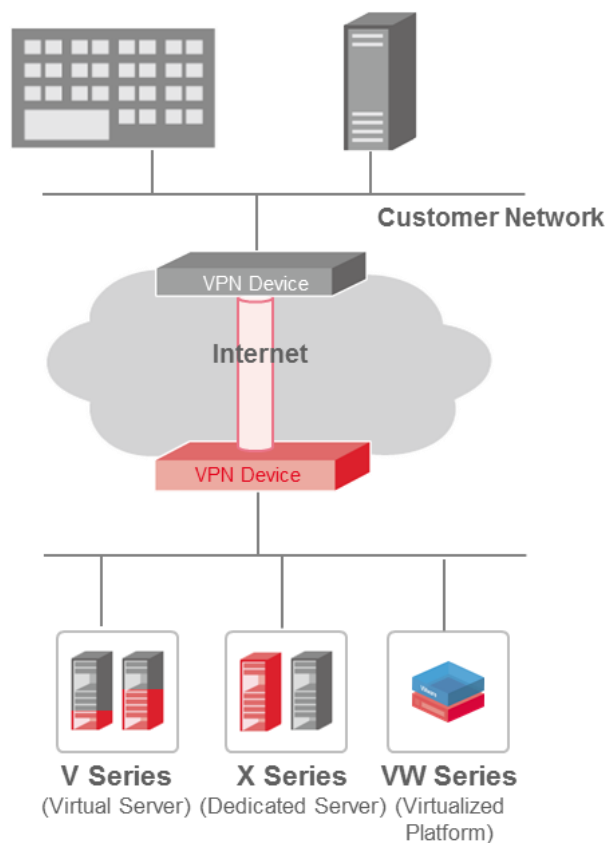 Customer Network
VPN Device
Internet
VPN Device
V Series
(Virtual Server)
X Series
(Dedicated Server)
VW Series
(Virtualized
Platform)